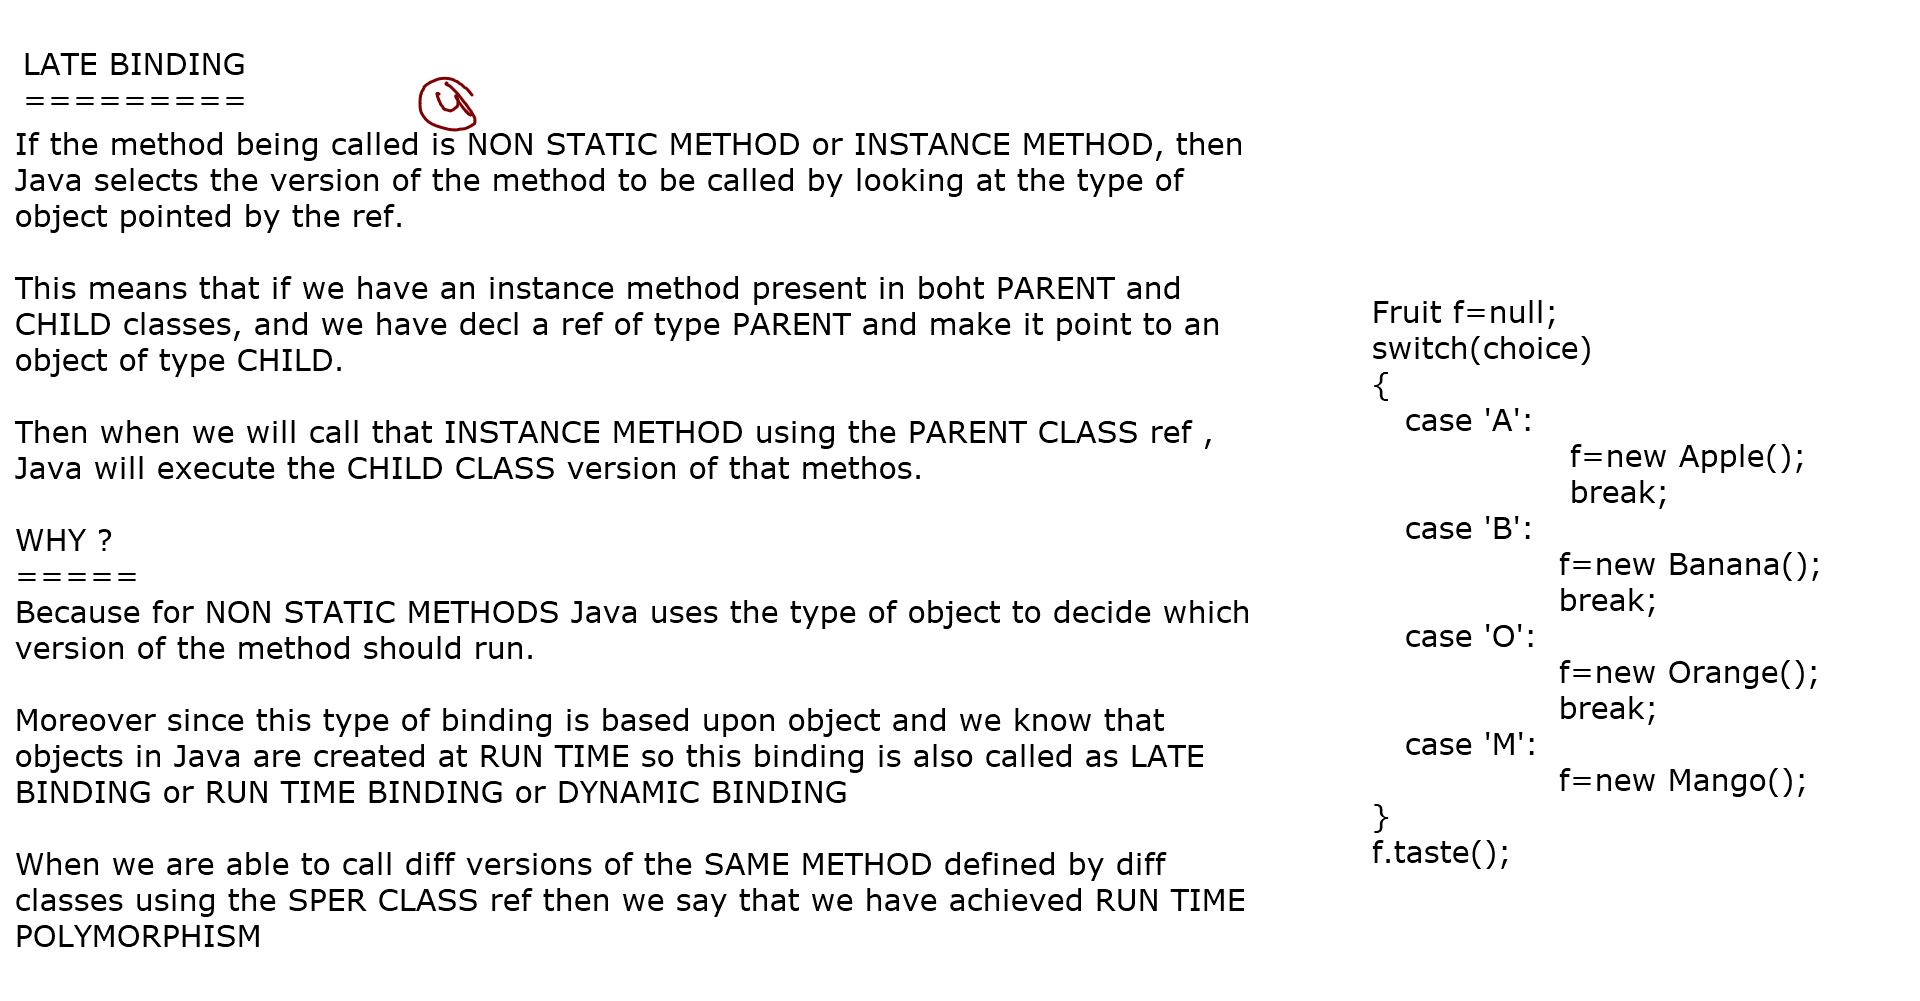 LATE BINDING
=========
If the method being called is NON STATIC METHOD or INSTANCE METHOD, then
Java selects the version of the method to be called by looking at the type of
object pointed by the ref.
This means that if we have an instance method present in boht PARENT and
CHILD classes, and we have decl a ref of type PARENT and make it point to an
object of type CHILD.
Then when we will call that INSTANCE METHOD using the PARENT CLASS ref ,
Java will execute the CHILD CLASS version of that methos.
WHY ?
=====
Because for NON STATIC METHODS Java uses the type of object to decide which
version of the method should run.
Moreover since this type of binding is based upon object and we know that
objects in Java are created at RUN TIME so this binding is also called as LATE
BINDING or RUN TIME BINDING or DYNAMIC BINDING
When we are able to call diff versions of the SAME METHOD defined by diff
classes using the SPER CLASS ref then we say that we have achieved RUN TIME
POLYMORPHISM
Fruit f=null;
switch(choice)
{
case 'A':
f=new Apple();
break;
case 'B':
f=new Banana();
break;
case 'O':
f=new Orange();
break;
case 'M':
f=new Mango();
}
f.taste();